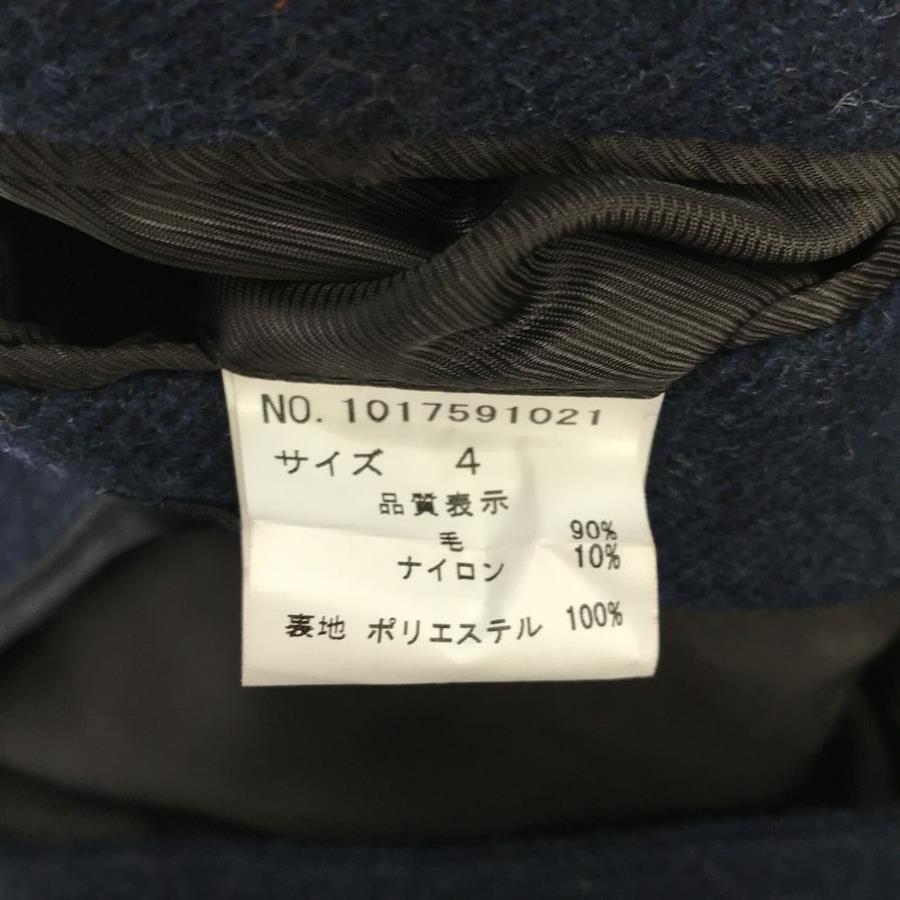 NO. 1017591021
サイズ 4
品質表示
毛 90%
ナイロン 10%
裏地 ポリエステル 100%